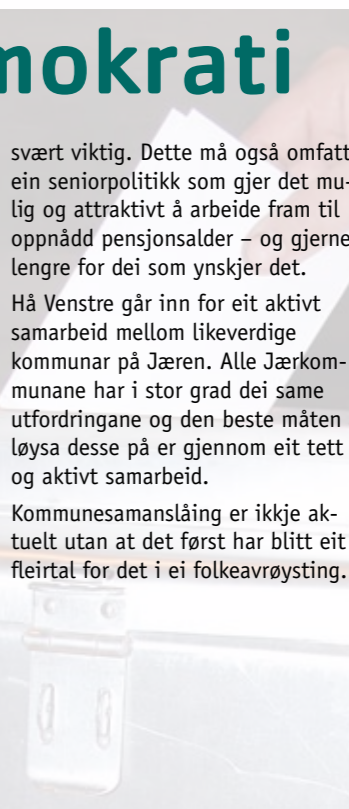 mokrati
svært viktig. Dette må også omfatt
ein seniorpolitikk som gjer det mu-
lig og attraktivt å arbeide fram til
oppnådd pensjonsalder – og gjerne
lengre for dei som ynskjer det.
Hå Venstre går inn for eit aktivt
samarbeid mellom likeverdige
kommunar på Jæren. Alle Jærkom-
munane har i stor grad dei same
utfordringane og den beste måten
løysa desse på er gjennom eit tett
og aktivt samarbeid.
Kommunesamanslåing er ikkje ak-
tuelt utan at det først har blitt eit
fleirtal for det i ei folkeavrøysting.